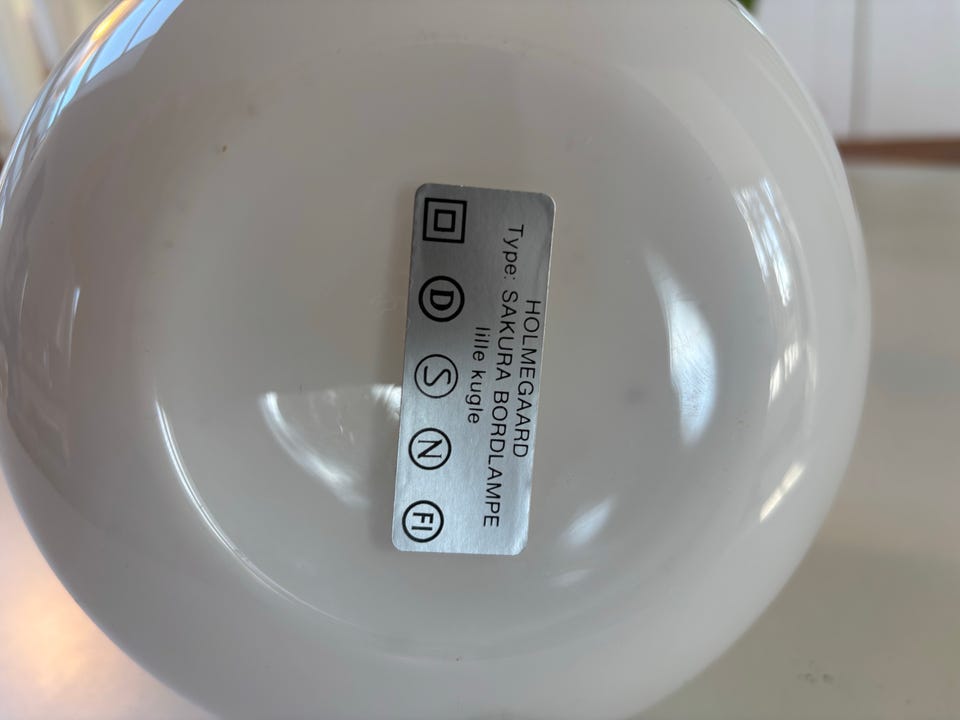 HOLMEGAARD
Type: SAKURA BORDLAMPE
lille kugle
D S N FI